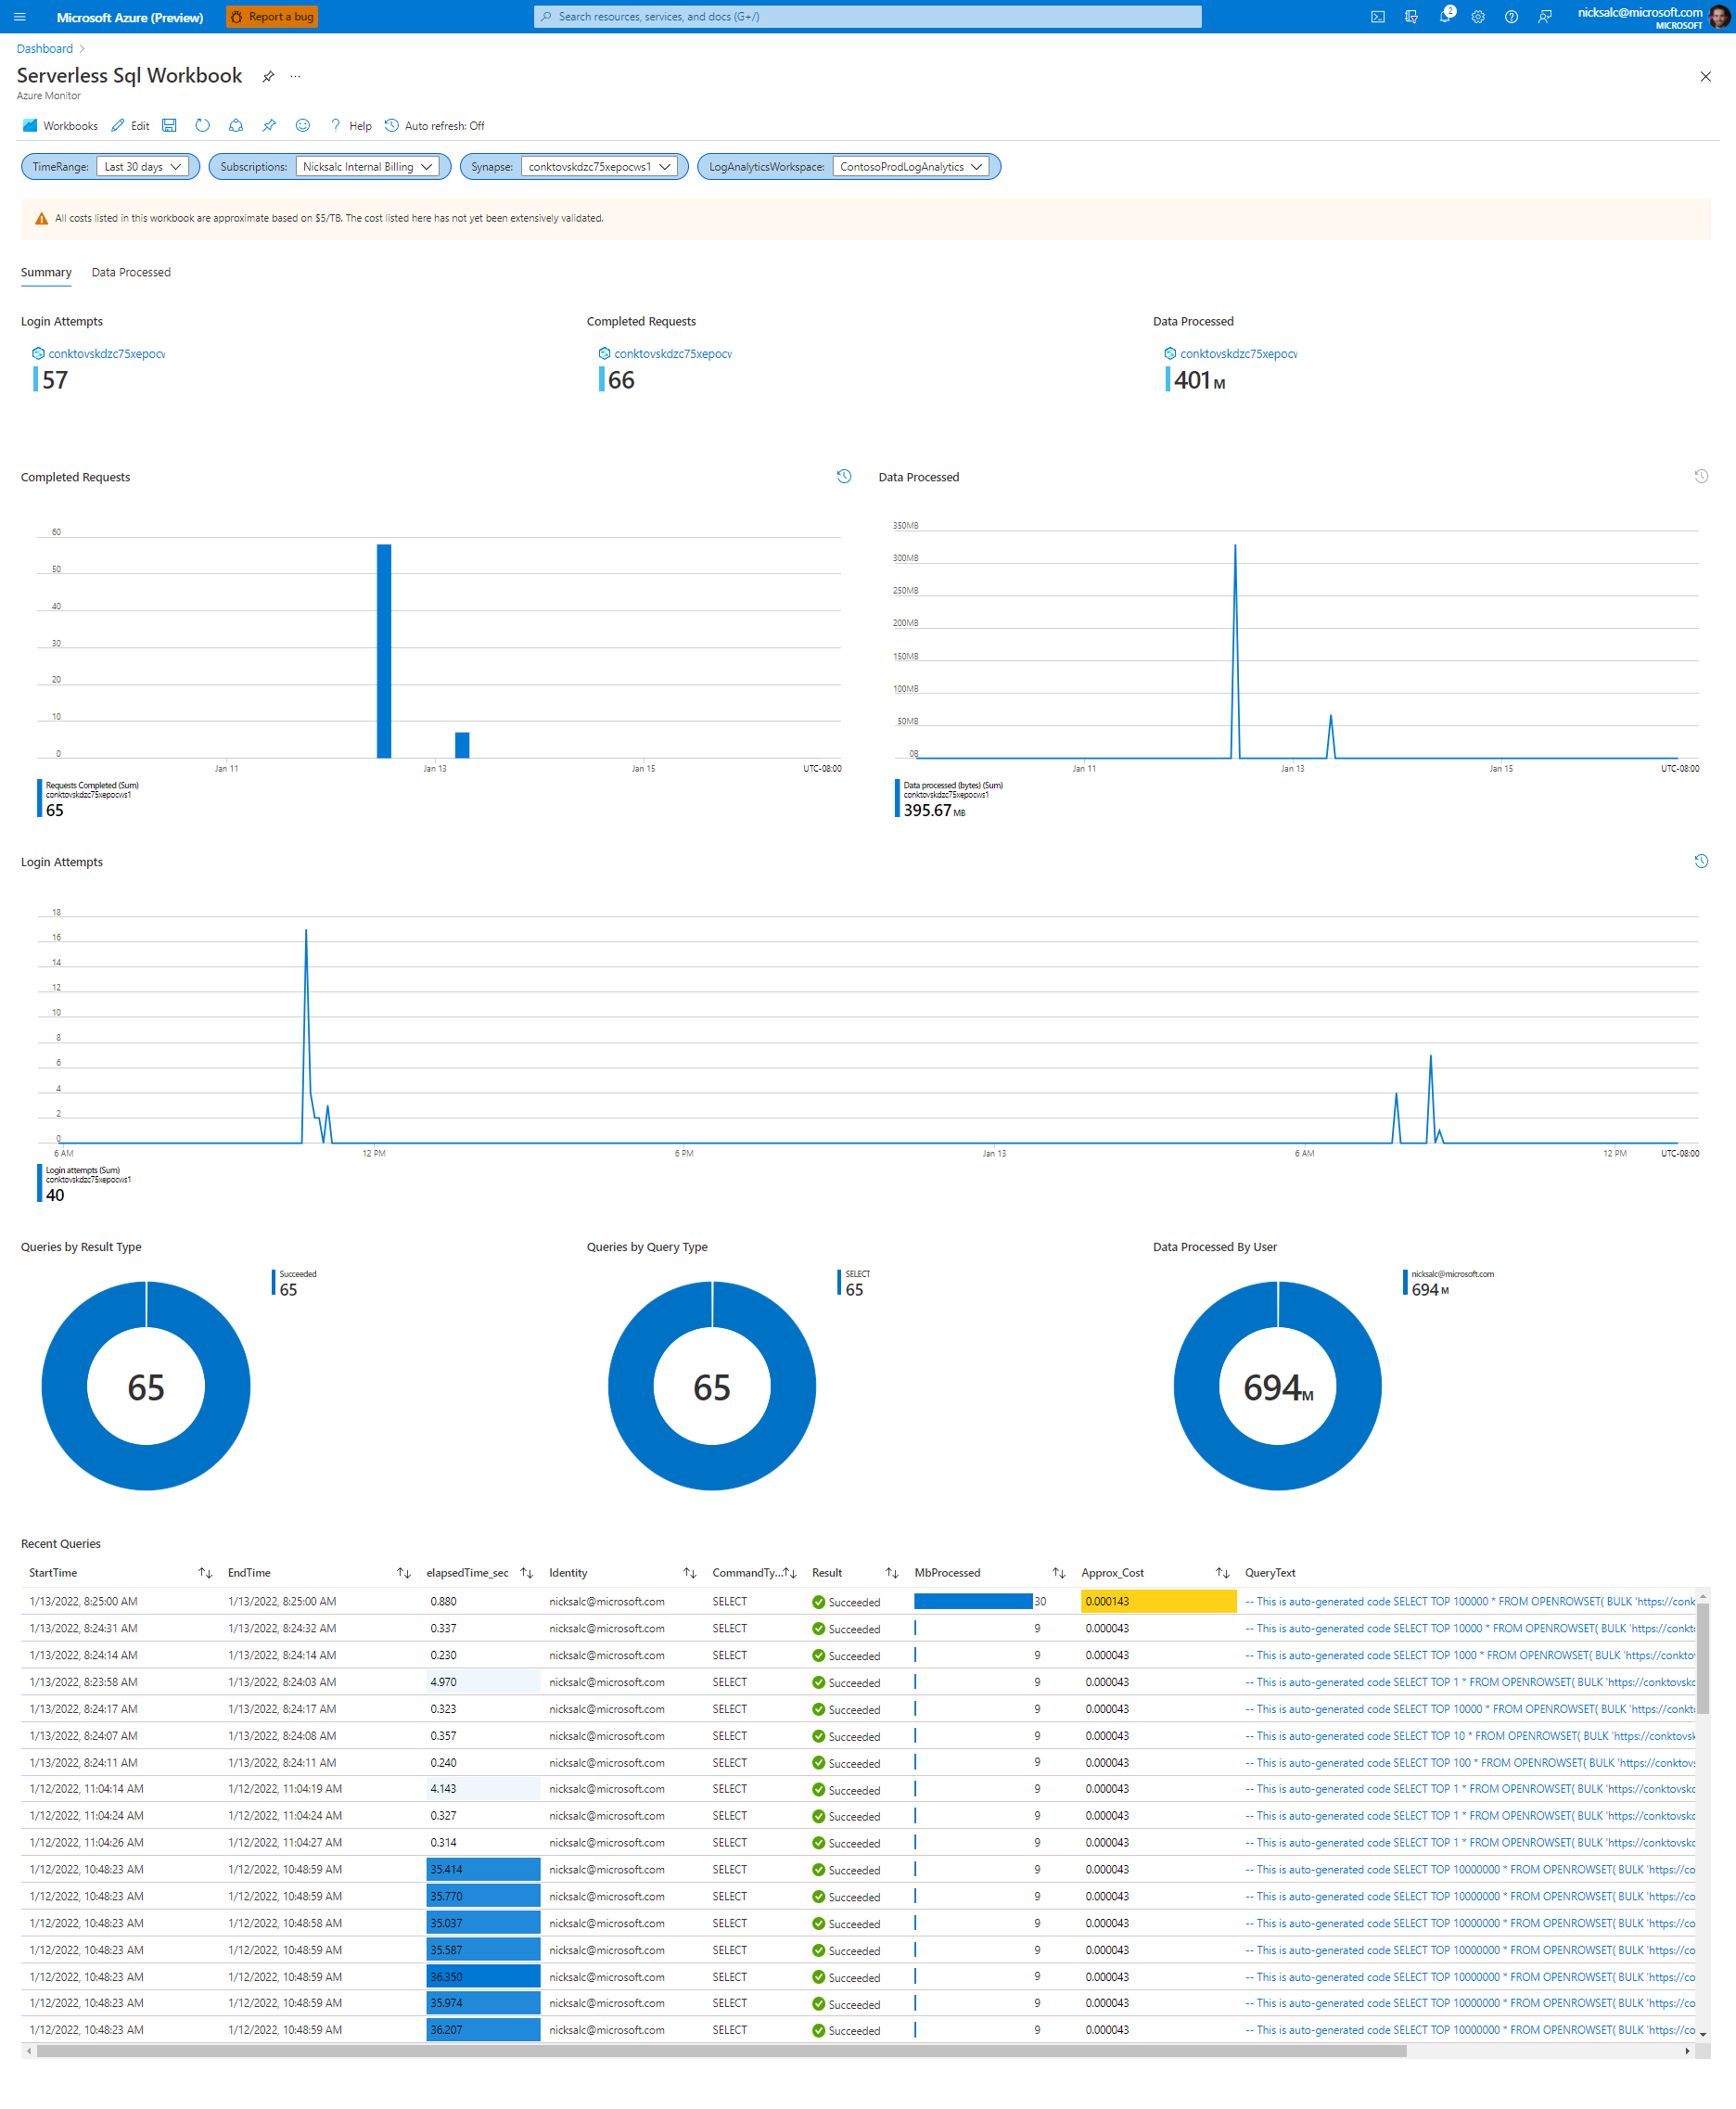 Microsoft Azure (Preview)
Report a bug
Search resources, services, and docs (G+/)
2
nicksalc@microsoft.com
MICROSOFT
Dashboard
Serverless Sql Workbook
Azure Monitor
Workbooks Edit ? Help Auto refresh: Off
TimeRange: Last 30 days Subscriptions: Nicksalc Internal Billing Synapse: conktovskdzc75xepocws1 LogAnalyticsWorkspace: ContosoProdLogAnalytics
All costs listed in this workbook are approximate based on $5/TB. The cost listed here has not yet been extensively validated.
Summary Data Processed
Login Attempts Completed Requests Data Processed
conktovskdzc75xepocv conktovskdzc75xepocv conktovskdzc75xepocv
57 66 401 M
Completed Requests
60
50
40
30
20
10
0
Jan 11 Jan 13 Jan 15 UTC-08:00
Requests Completed (Sum)
conktovskdzc75xepocws1
65
Data Processed
350MB
300MB
250MB
200MB
150MB
100MB
50MB
0B
Jan 11 Jan 13 Jan 15 UTC-08:00
Data processed (bytes) (Sum)
conktovskdzc75xepocws1
395.67 MB
Login Attempts
18
16
14
12
10
8
6
4
2
0
6 AM 12 PM 6 PM Jan 13 6 AM 12 PM UTC-08:00
Login attempts (Sum)
conktovskdzc75xepocws1
40
Queries by Result Type
Succeeded
65
65
Queries by Query Type
SELECT
65
65
Data Processed By User
nicksalc@microsoft.com
694 M
694 M
Recent Queries
StartTime EndTime elapsedTime_sec Identity CommandTy... Result MbProcessed Approx_Cost QueryText
1/13/2022, 8:25:00 AM 1/13/2022, 8:25:00 AM 0.880 nicksalc@microsoft.com SELECT Succeeded 30 0.000143 -- This is auto-generated code SELECT TOP 100000 * FROM OPENROWSET( BULK 'https://conk
1/13/2022, 8:24:31 AM 1/13/2022, 8:24:32 AM 0.337 nicksalc@microsoft.com SELECT Succeeded 9 0.000043 -- This is auto-generated code SELECT TOP 10000 * FROM OPENROWSET( BULK 'https://conkt
1/13/2022, 8:24:14 AM 1/13/2022, 8:24:14 AM 0.230 nicksalc@microsoft.com SELECT Succeeded 9 0.000043 -- This is auto-generated code SELECT TOP 1000 * FROM OPENROWSET( BULK 'https://conkto
1/13/2022, 8:23:58 AM 1/13/2022, 8:24:03 AM 4.970 nicksalc@microsoft.com SELECT Succeeded 9 0.000043 -- This is auto-generated code SELECT TOP 1 * FROM OPENROWSET( BULK 'https://conktovskc
1/13/2022, 8:24:17 AM 1/13/2022, 8:24:17 AM 0.323 nicksalc@microsoft.com SELECT Succeeded 9 0.000043 -- This is auto-generated code SELECT TOP 10000 * FROM OPENROWSET( BULK 'https://conkt
1/13/2022, 8:24:07 AM 1/13/2022, 8:24:08 AM 0.357 nicksalc@microsoft.com SELECT Succeeded 9 0.000043 -- This is auto-generated code SELECT TOP 10 * FROM OPENROWSET( BULK 'https://conktovsk
1/13/2022, 8:24:11 AM 1/13/2022, 8:24:11 AM 0.240 nicksalc@microsoft.com SELECT Succeeded 9 0.000043 -- This is auto-generated code SELECT TOP 100 * FROM OPENROWSET( BULK 'https://conktovs
1/12/2022, 11:04:14 AM 1/12/2022, 11:04:19 AM 4.143 nicksalc@microsoft.com SELECT Succeeded 9 0.000043 -- This is auto-generated code SELECT TOP 1 * FROM OPENROWSET( BULK 'https://conktovskc
1/12/2022, 11:04:24 AM 1/12/2022, 11:04:24 AM 0.327 nicksalc@microsoft.com SELECT Succeeded 9 0.000043 -- This is auto-generated code SELECT TOP 1 * FROM OPENROWSET( BULK 'https://conktovskc
1/12/2022, 11:04:26 AM 1/12/2022, 11:04:27 AM 0.314 nicksalc@microsoft.com SELECT Succeeded 9 0.000043 -- This is auto-generated code SELECT TOP 1 * FROM OPENROWSET( BULK 'https://conktovskc
1/12/2022, 10:48:23 AM 1/12/2022, 10:48:59 AM 35.414 nicksalc@microsoft.com SELECT Succeeded 9 0.000043 -- This is auto-generated code SELECT TOP 10000000 * FROM OPENROWSET( BULK 'https://co
1/12/2022, 10:48:23 AM 1/12/2022, 10:48:59 AM 35.770 nicksalc@microsoft.com SELECT Succeeded 9 0.000043 -- This is auto-generated code SELECT TOP 10000000 * FROM OPENROWSET( BULK 'https://co
1/12/2022, 10:48:23 AM 1/12/2022, 10:48:58 AM 35.037 nicksalc@microsoft.com SELECT Succeeded 9 0.000043 -- This is auto-generated code SELECT TOP 10000000 * FROM OPENROWSET( BULK 'https://co
1/12/2022, 10:48:23 AM 1/12/2022, 10:48:59 AM 35.587 nicksalc@microsoft.com SELECT Succeeded 9 0.000043 -- This is auto-generated code SELECT TOP 10000000 * FROM OPENROWSET( BULK 'https://co
1/12/2022, 10:48:23 AM 1/12/2022, 10:48:59 AM 36.350 nicksalc@microsoft.com SELECT Succeeded 9 0.000043 -- This is auto-generated code SELECT TOP 10000000 * FROM OPENROWSET( BULK 'https://co
1/12/2022, 10:48:23 AM 1/12/2022, 10:48:59 AM 35.974 nicksalc@microsoft.com SELECT Succeeded 9 0.000043 -- This is auto-generated code SELECT TOP 10000000 * FROM OPENROWSET( BULK 'https://co
1/12/2022, 10:48:23 AM 1/12/2022, 10:48:59 AM 36.207 nicksalc@microsoft.com SELECT Succeeded 9 0.000043 -- This is auto-generated code SELECT TOP 10000000 * FROM OPENROWSET( BULK 'https://co